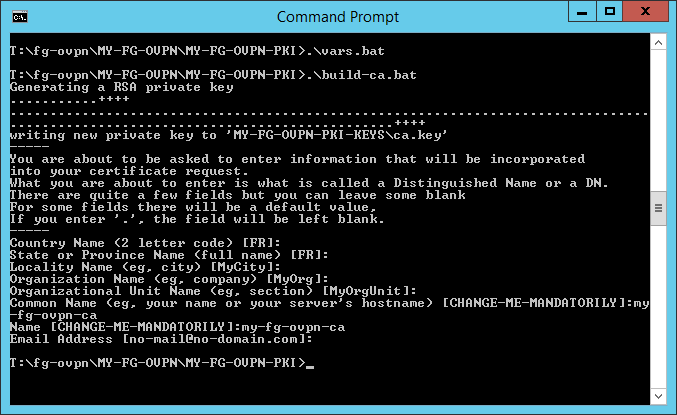 Command Prompt
T:\fg-ovpn\MY-FG-OVPN\MY-FG-OVPN-PKI>.\vars.bat
T:\fg-ovpn\MY-FG-OVPN\MY-FG-OVPN-PKI>.\build-ca.bat
Generating a RSA private key
...........++++
................................................................................
................................................++++
writing new private key to 'MY-FG-OVPN-PKI-KEYS\ca.key'
-----
You are about to be asked to enter information that will be incorporated
into your certificate request.
What you are about to enter is what is called a Distinguished Name or a DN.
There are quite a few fields but you can leave some blank
For some fields there will be a default value,
If you enter '.', the field will be left blank.
-----
Country Name (2 letter code) [FR]:
State or Province Name (full name) [FR]:
Locality Name (eg, city) [MyCity]:
Organization Name (eg, company) [MyOrg]:
Organizational Unit Name (eg, section) [MyOrgUnit]:
Common Name (eg, your name or your server's hostname) [CHANGE-ME-MANDATORILY]:my
-fg-ovpn-ca
Name [CHANGE-ME-MANDATORILY]:my-fg-ovpn-ca
Email Address [no-mail@no-domain.com]:
T:\fg-ovpn\MY-FG-OVPN\MY-FG-OVPN-PKI>_